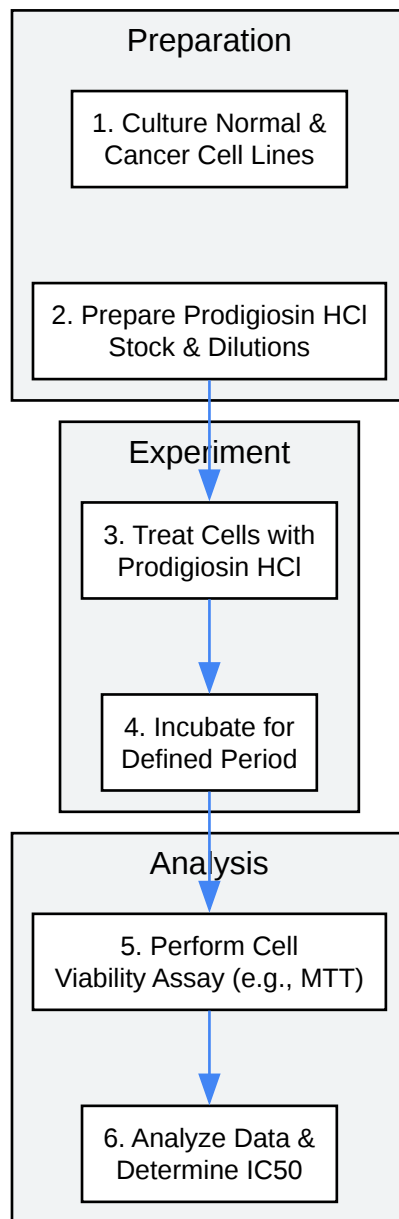 Preparation
1. Culture Normal &
Cancer Cell Lines
2. Prepare Prodigiosin HCl
Stock & Dilutions
Experiment
3. Treat Cells with
Prodigiosin HCl
4. Incubate for
Defined Period
Analysis
5. Perform Cell
Viability Assay (e.g., MTT)
6. Analyze Data &
Determine IC50